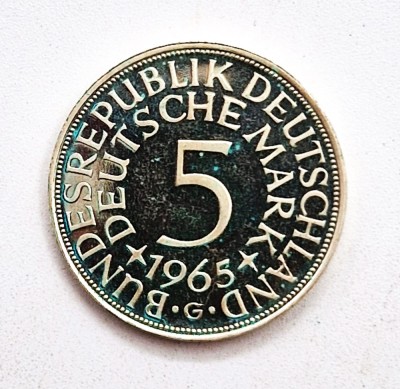 BUNDESREPUBLIK DEUTSCHLAND
DEUTSCHE MARK
5
1965
G